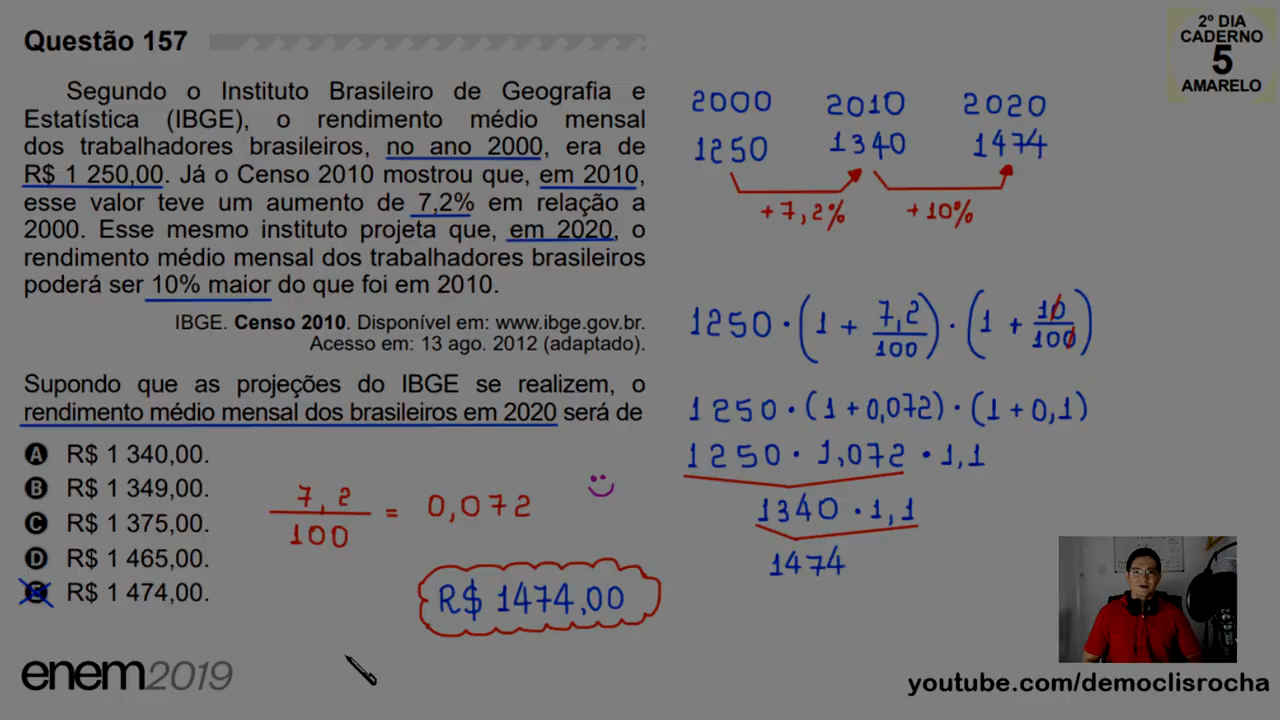 Questão 157
2º DIA
CADERNO
5
AMARELO
Segundo o Instituto Brasileiro de Geografia e
Estatística (IBGE), o rendimento médio mensal
dos trabalhadores brasileiros, no ano 2000, era de
R$ 1 250,00. Já o Censo 2010 mostrou que, em 2010,
esse valor teve um aumento de 7,2% em relação a
2000. Esse mesmo instituto projeta que, em 2020, o
rendimento médio mensal dos trabalhadores brasileiros
poderá ser 10% maior do que foi em 2010.
IBGE. Censo 2010. Disponível em: www.ibge.gov.br.
Acesso em: 13 ago. 2012 (adaptado).
Supondo que as projeções do IBGE se realizem, o
rendimento médio mensal dos brasileiros em 2020 será de
A R$ 1 340,00.
B R$ 1 349,00.
C R$ 1 375,00.
D R$ 1 465,00.
E R$ 1 474,00.
7,2
100
= 0,072
R$ 1474,00
2000 2010 2020
1250 1340 1474
+7,2% +10%
1250 · (1 + 7,2/100) · (1 + 10/100)
1250 · (1+0,072) · (1+0,1)
1250 · 1,072 · 1,1
1340 · 1,1
1474
enem2019
youtube.com/democlisrocha